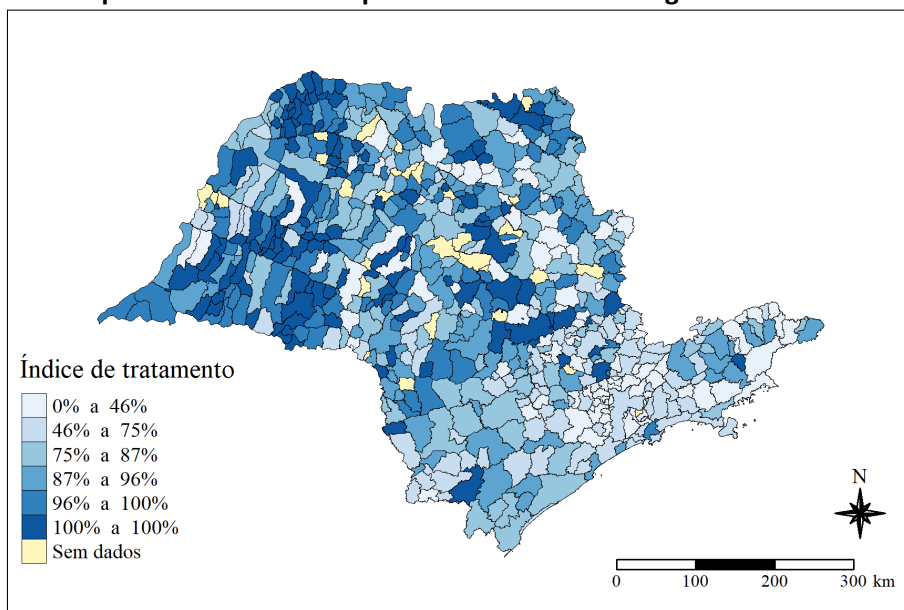 Índice de tratamento
0% a 46%
46% a 75%
75% a 87%
87% a 96%
96% a 100%
100% a 100%
Sem dados
N
0 100 200 300 km